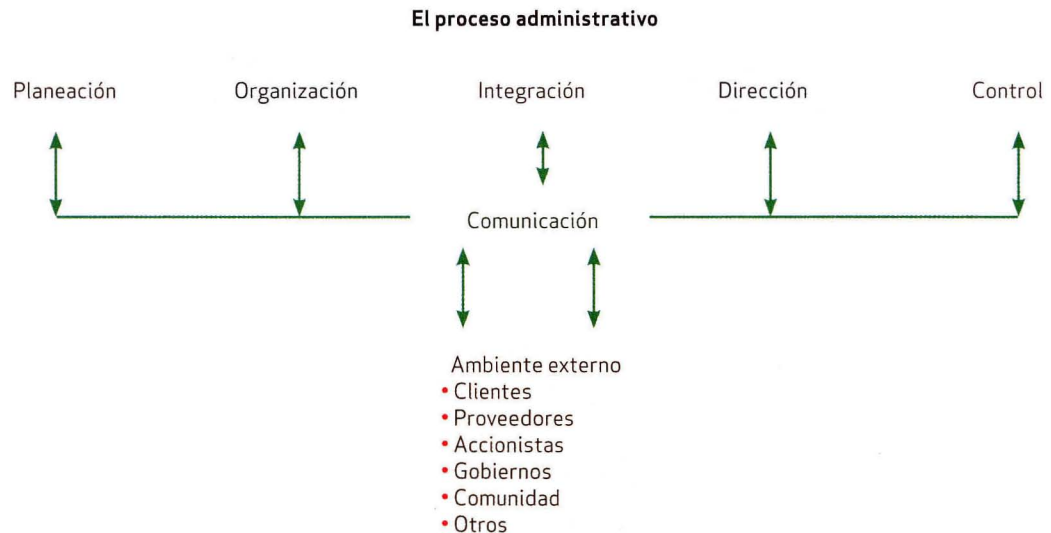 El proceso administrativo
Planeación Organización Integración Dirección Control
Comunicación
Ambiente externo
• Clientes
• Proveedores
• Accionistas
• Gobiernos
• Comunidad
• Otros